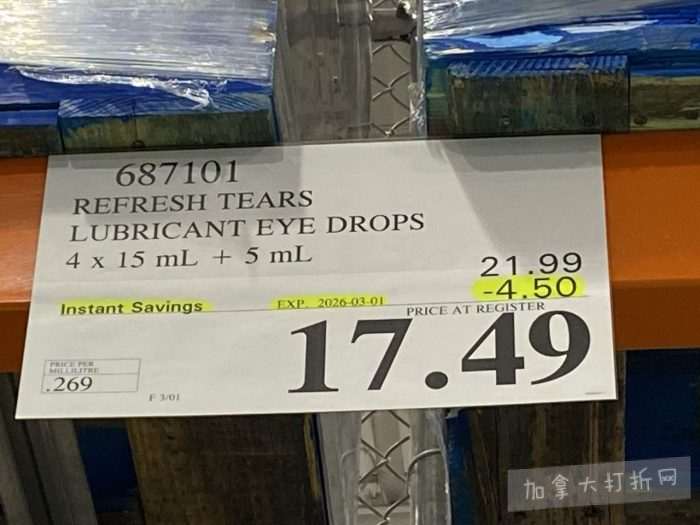 687101
REFRESH TEARS
LUBRICANT EYE DROPS
4 x 15 mL + 5 mL
21.99
Instant Savings EXP. 2026-03-01 -4.50
PRICE AT REGISTER
17.49
PRICE PER
MILLILITRE
.269
F 3/01
加拿大打折网